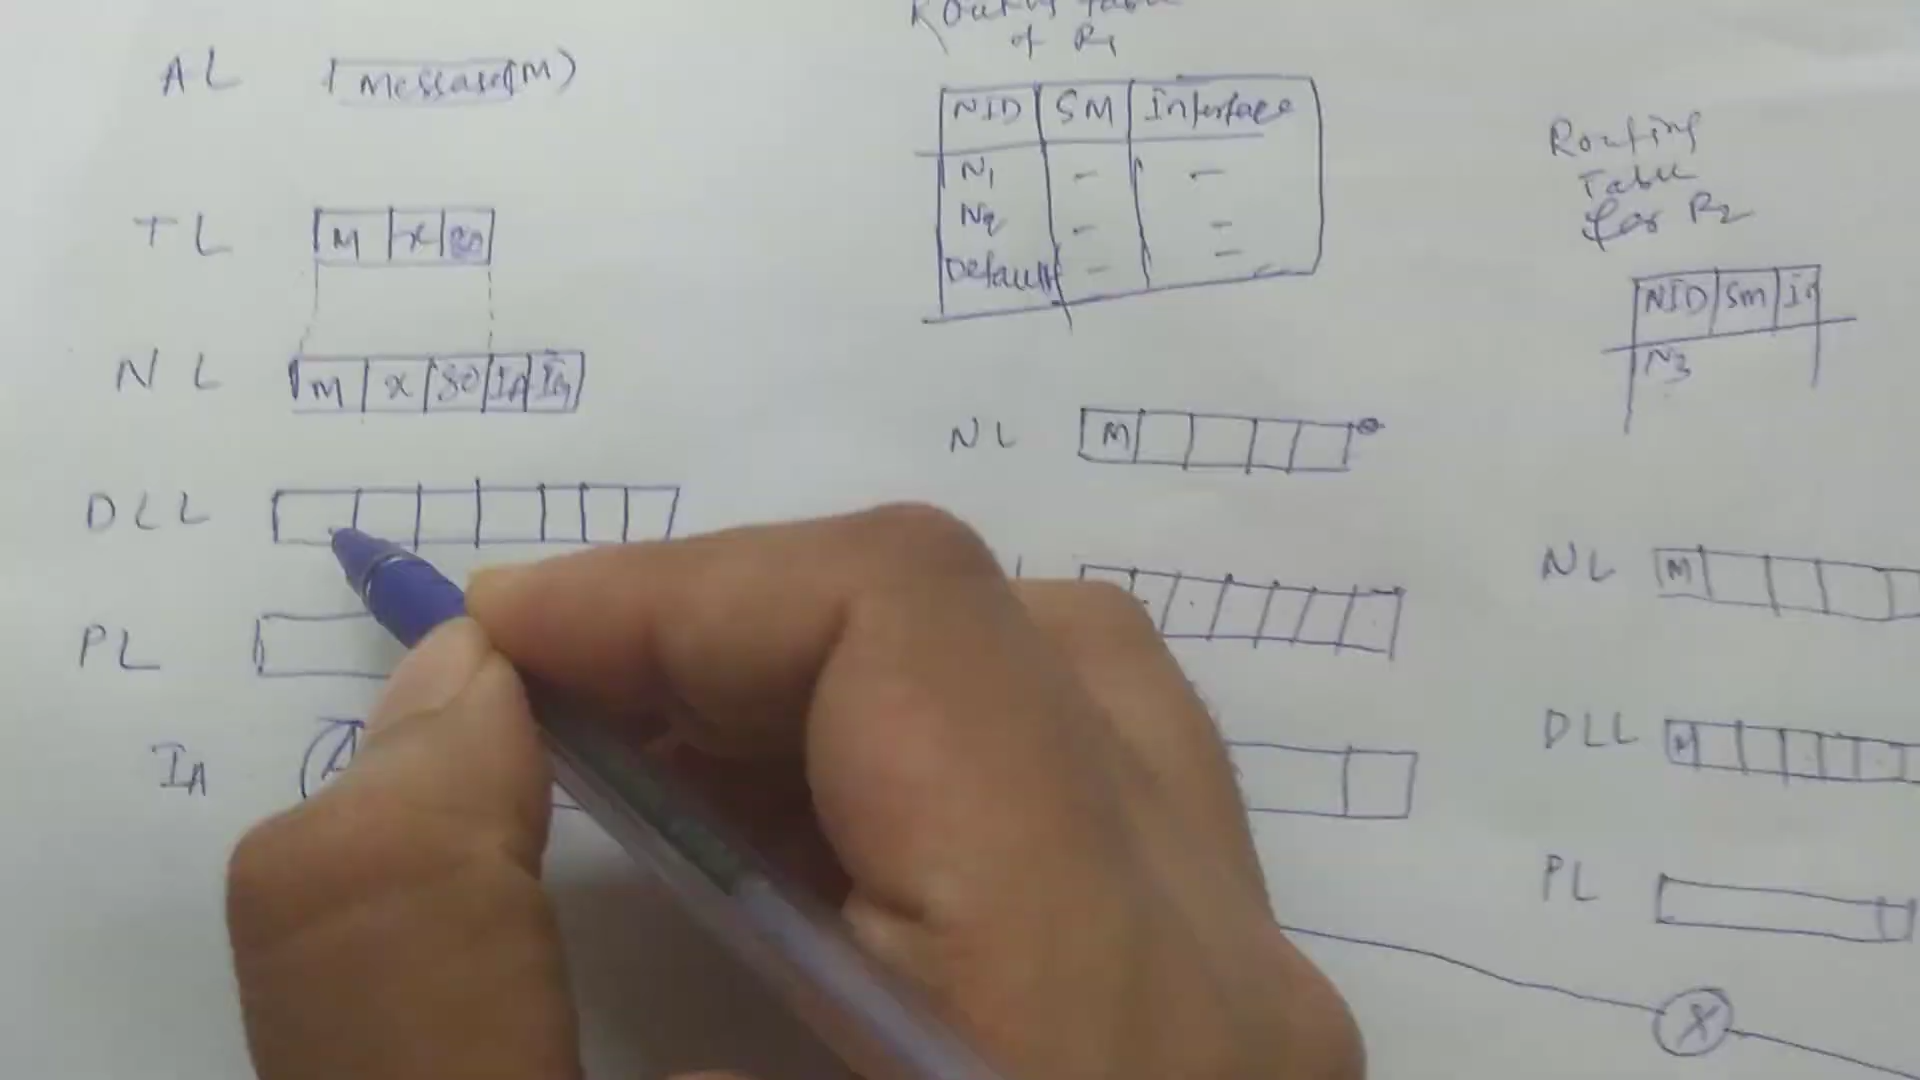 AL Message(M)
TL M x 80
NL M x 80 IA IB
DLL
PL
IA A
Routing Table
of R1
NID SM Interface
N1 - -
N2 - -
Default - -
NL M
Routing
Table
for R2
NID SM In
N3
NL M
DLL M
PL
X